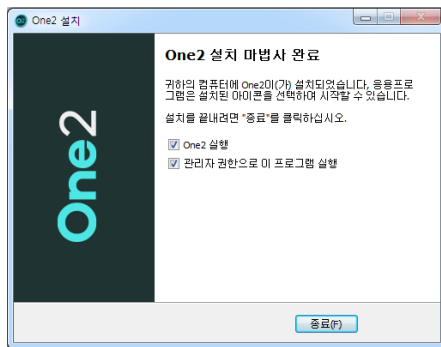 One2 설치
One2 설치 마법사 완료
귀하의 컴퓨터에 One2이(가) 설치되었습니다, 응용프로
그램은 설치된 아이콘을 선택하여 시작할 수 있습니다.
설치를 끝내려면 "종료"를 클릭하십시오.
One2 실행
관리자 권한으로 이 프로그램 실행
One2
종료(F)